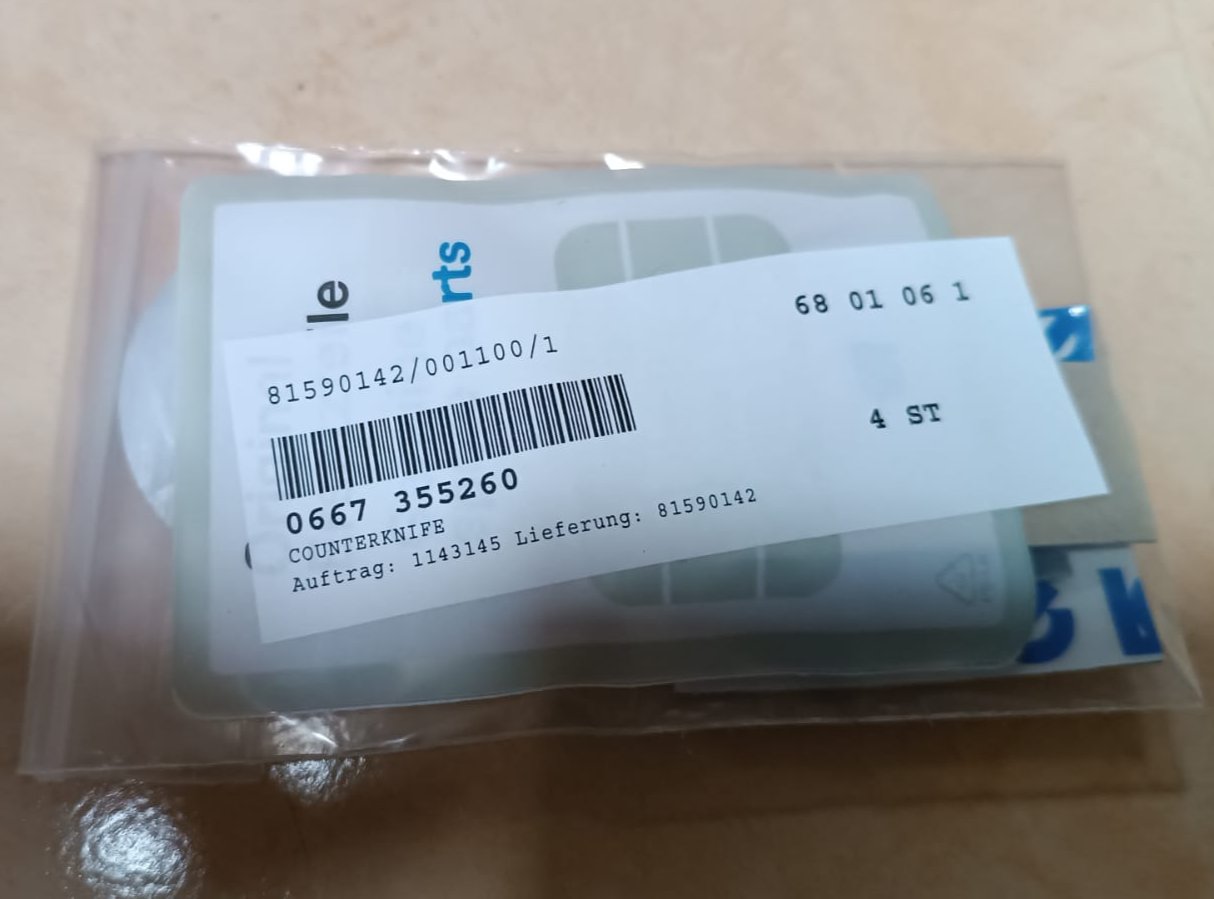 68 01 06 1
81590142/001100/1
4 ST
0667 355260
COUNTERKNIFE
Auftrag: 1143145 Lieferung: 81590142